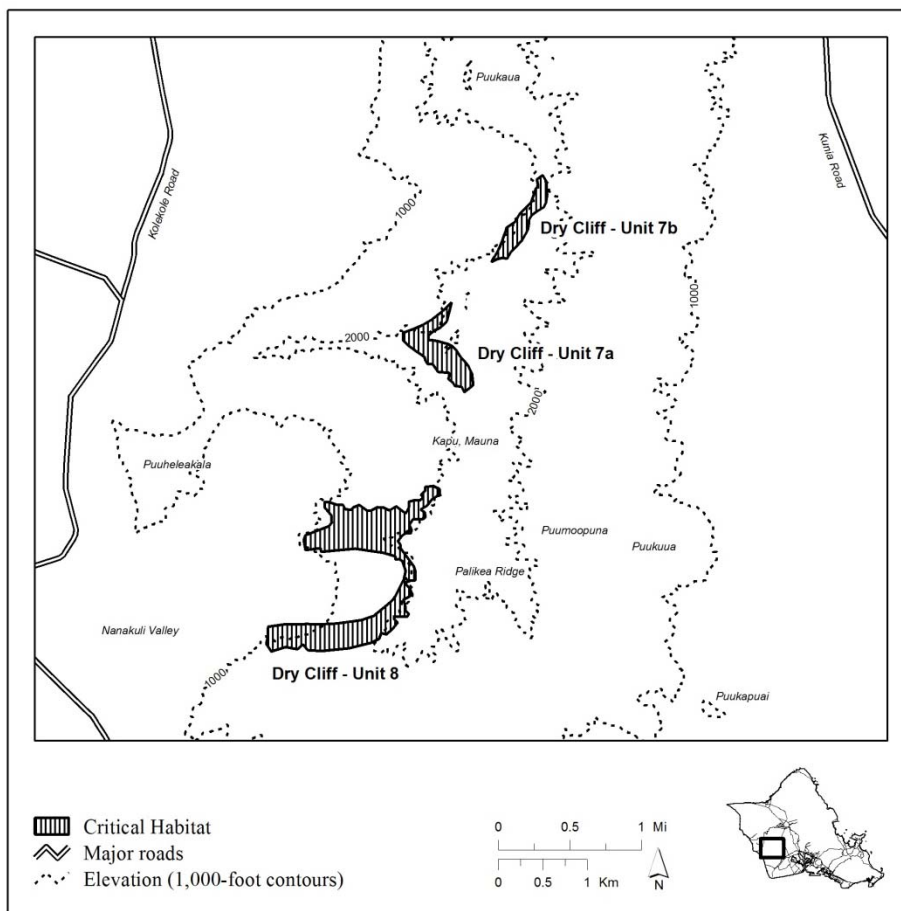 Puukaua
Kolekole Road
Kunia Road
1000
Dry Cliff - Unit 7b
1000
2000
Dry Cliff - Unit 7a
2000
Kapu, Mauna
Puuheleakala
Puumoopuna
Puukuua
Palikea Ridge
Nanakuli Valley
Dry Cliff - Unit 8
1000
Puukapuai
Critical Habitat
Major roads
Elevation (1,000-foot contours)
0 0.5 1 Mi
0 0.5 1 Km
N